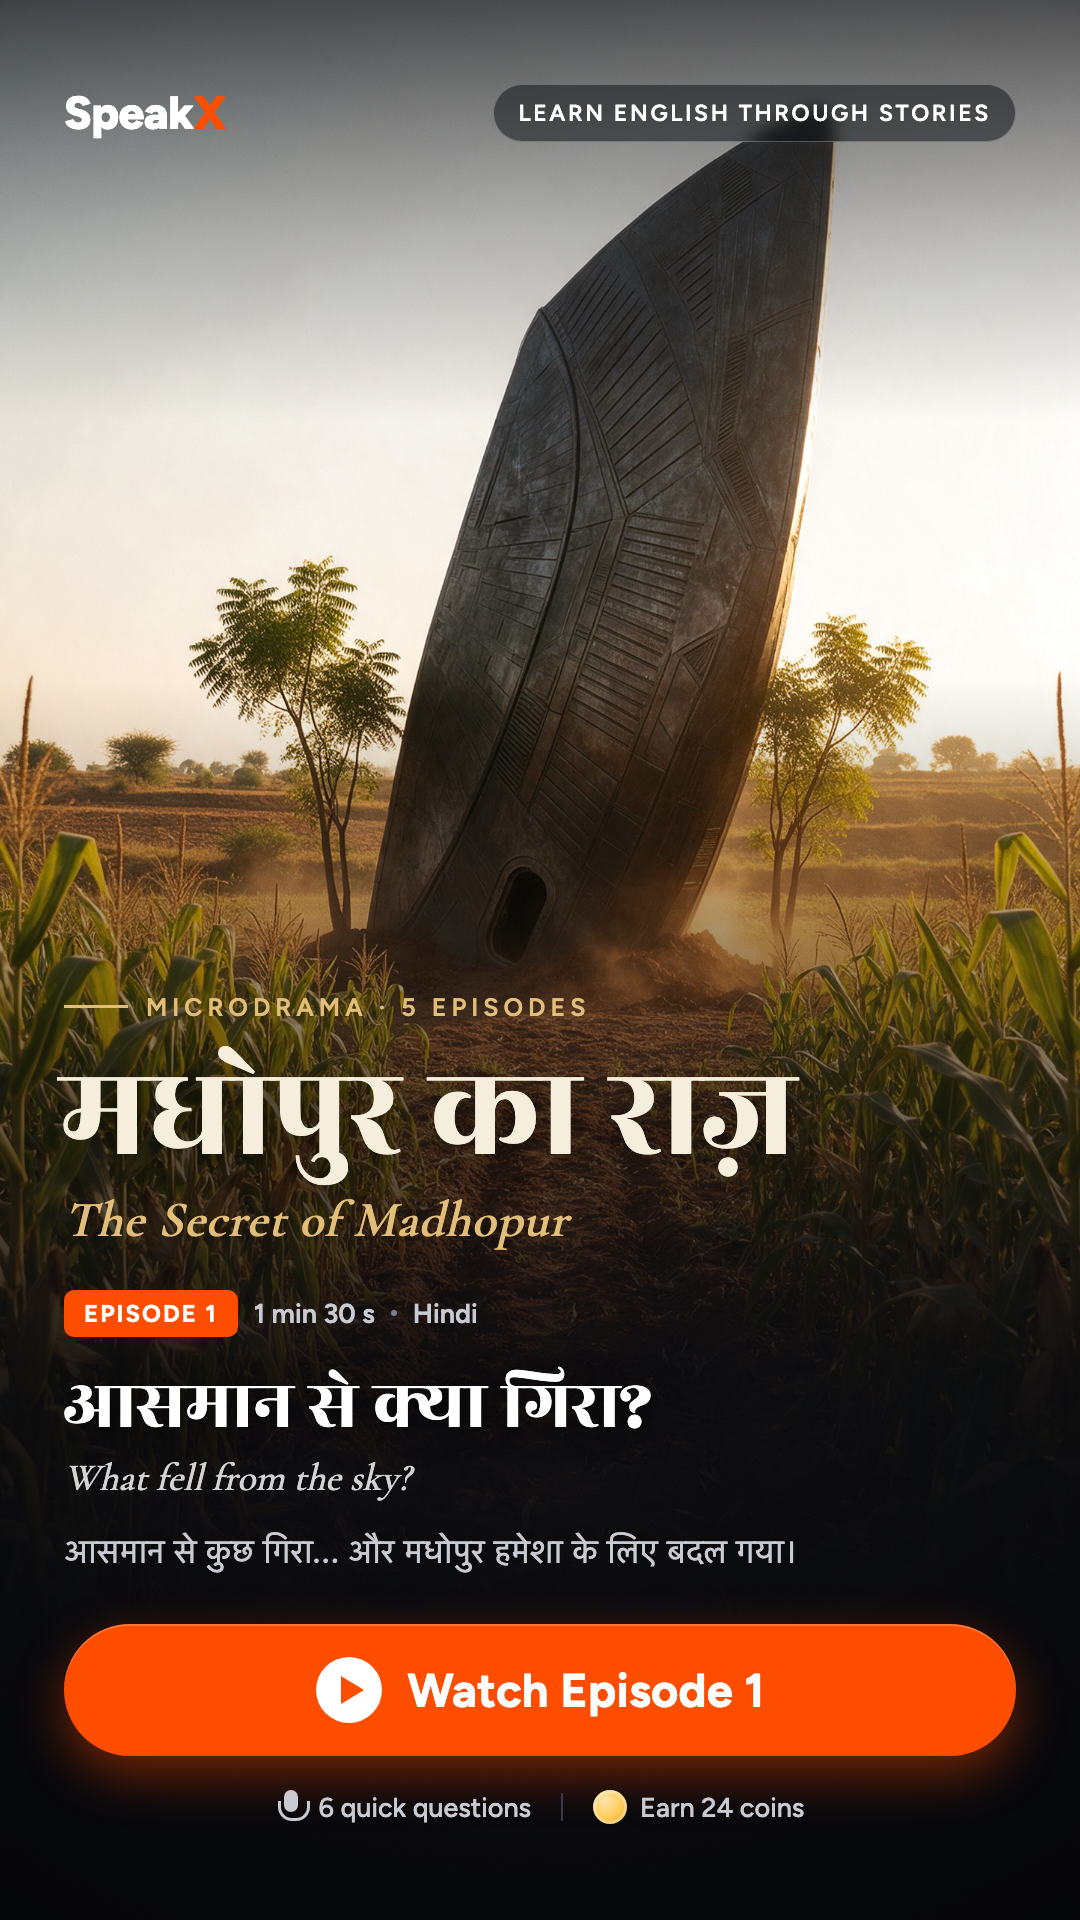 SpeakX
LEARN ENGLISH THROUGH STORIES
MICRODRAMA · 5 EPISODES
मधोपुर का राज़
The Secret of Madhopur
EPISODE 1 1 min 30 s • Hindi
आसमान से क्या गिरा?
What fell from the sky?
आसमान से कुछ गिरा... और मधोपुर हमेशा के लिए बदल गया।
Watch Episode 1
6 quick questions | Earn 24 coins